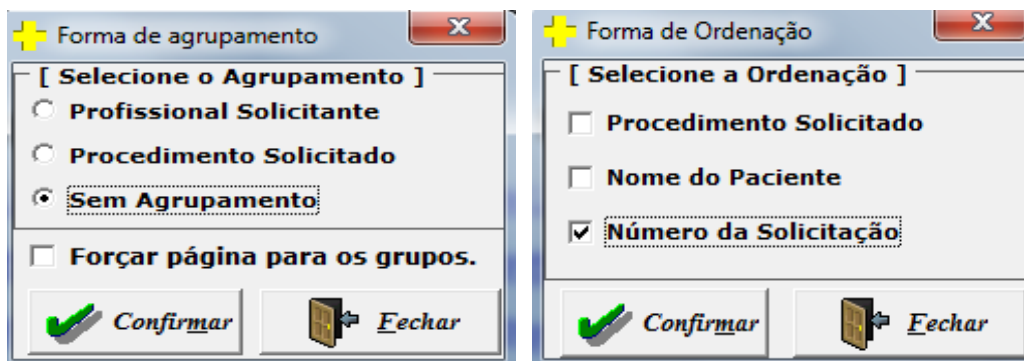 Forma de agrupamento
[ Selecione o Agrupamento ]
Profissional Solicitante
Procedimento Solicitado
Sem Agrupamento
Forçar página para os grupos.
Confirmar
Fechar
Forma de Ordenação
[ Selecione a Ordenação ]
Procedimento Solicitado
Nome do Paciente
Número da Solicitação
Confirmar
Fechar